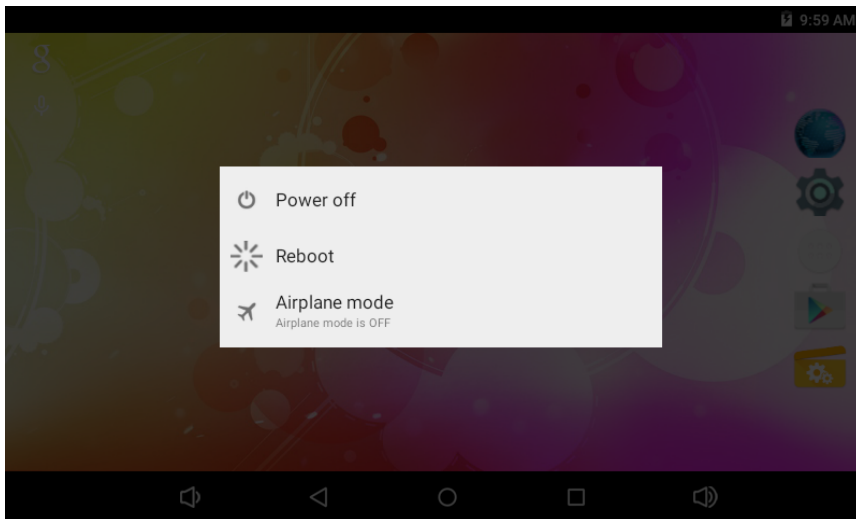 9:59 AM
g
Power off
Reboot
Airplane mode
Airplane mode is OFF